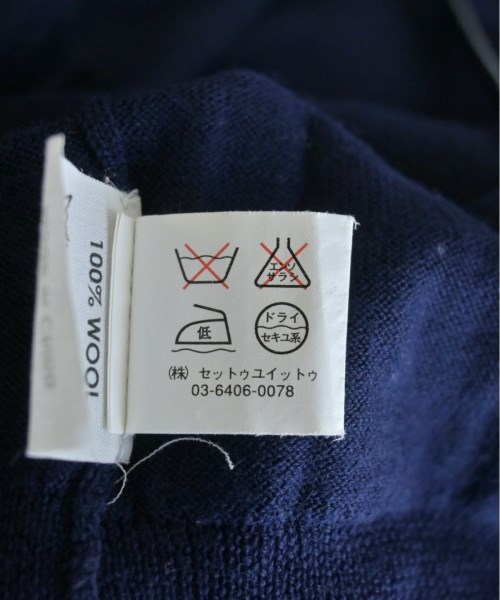 100% WOOL
エンソ
サラシ
低
ドライ
セキユ系
㈱ セットゥユイットゥ
03-6406-0078